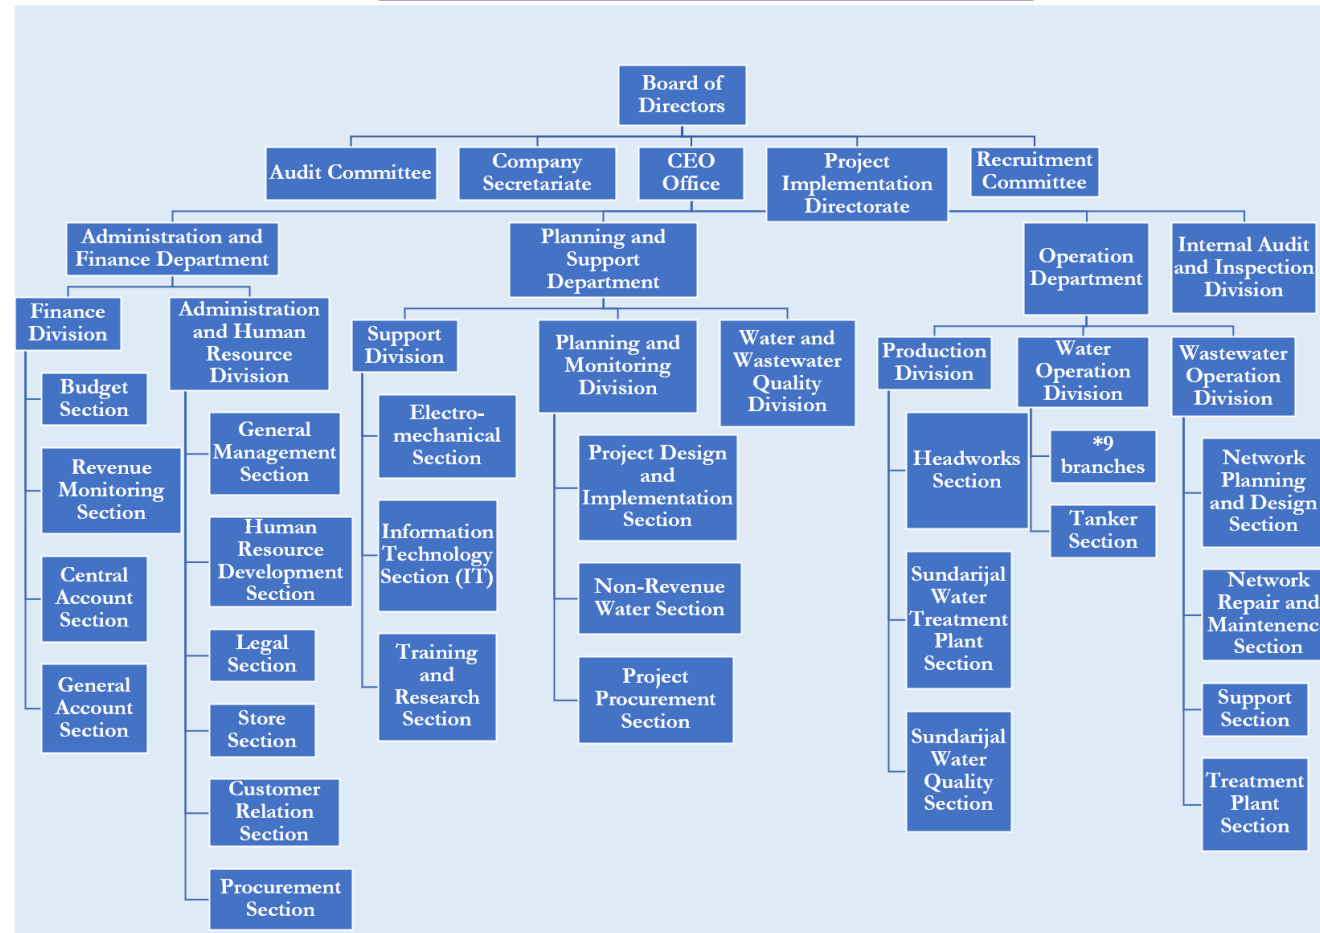 Board of
Directors
Audit Committee
Company
Secretariate
CEO
Office
Project
Implementation
Directorate
Recruitment
Committee
Administration and
Finance Department
Planning and
Support
Department
Operation
Department
Internal Audit
and Inspection
Division
Finance
Division
Administration
and Human
Resource
Division
Support
Division
Planning and
Monitoring
Division
Water and
Wastewater
Quality
Division
Production
Division
Water
Operation
Division
Wastewater
Operation
Division
Budget
Section
Revenue
Monitoring
Section
Central
Account
Section
General
Account
Section
General
Management
Section
Human
Resource
Development
Section
Legal
Section
Store
Section
Customer
Relation
Section
Procurement
Section
Electro-
mechanical
Section
Information
Technology
Section (IT)
Training
and
Research
Section
Project Design
and
Implementation
Section
Non-Revenue
Water Section
Project
Procurement
Section
Headworks
Section
Sundarijal
Water
Treatment
Plant
Section
Sundarijal
Water
Quality
Section
*9
branches
Tanker
Section
Network
Planning
and Design
Section
Network
Repair and
Maintenence
Section
Support
Section
Treatment
Plant
Section